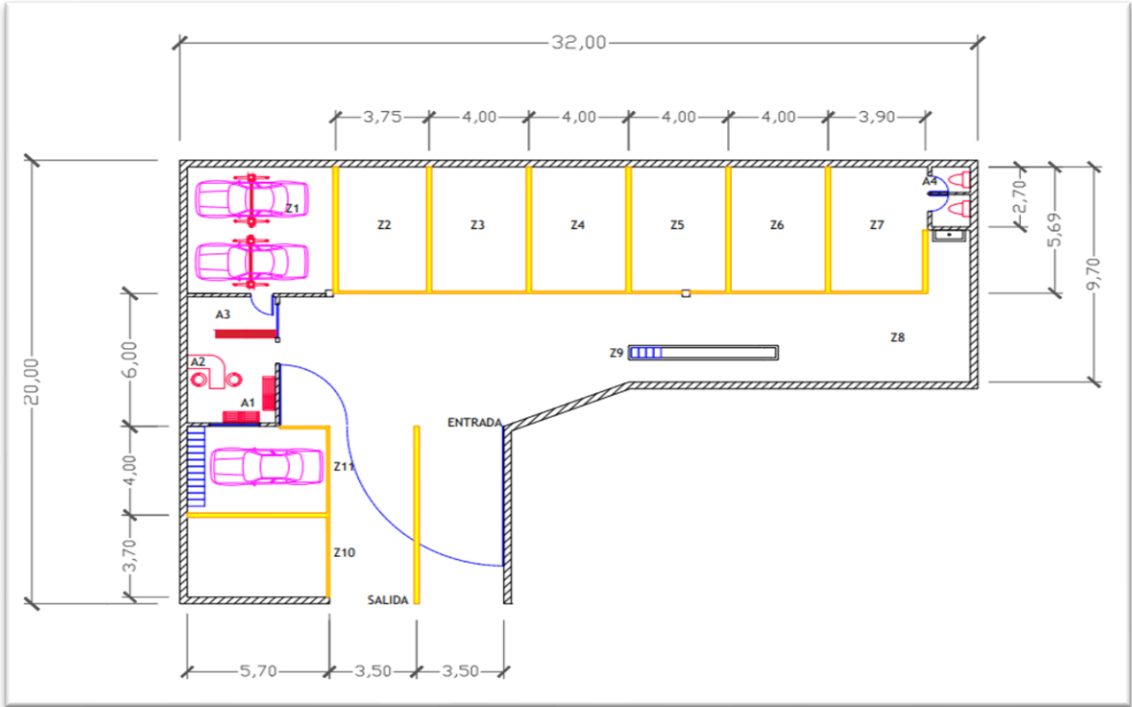 32,00
3,75 4,00 4,00 4,00 4,00 3,90
Z1
Z2 Z3 Z4 Z5 Z6 Z7
A4
2,70
5,69
9,70
A3
A2
A1
Z9
Z8
20,00
6,00
4,00
3,70
ENTRADA
Z11
Z10
SALIDA
5,70 3,50 3,50